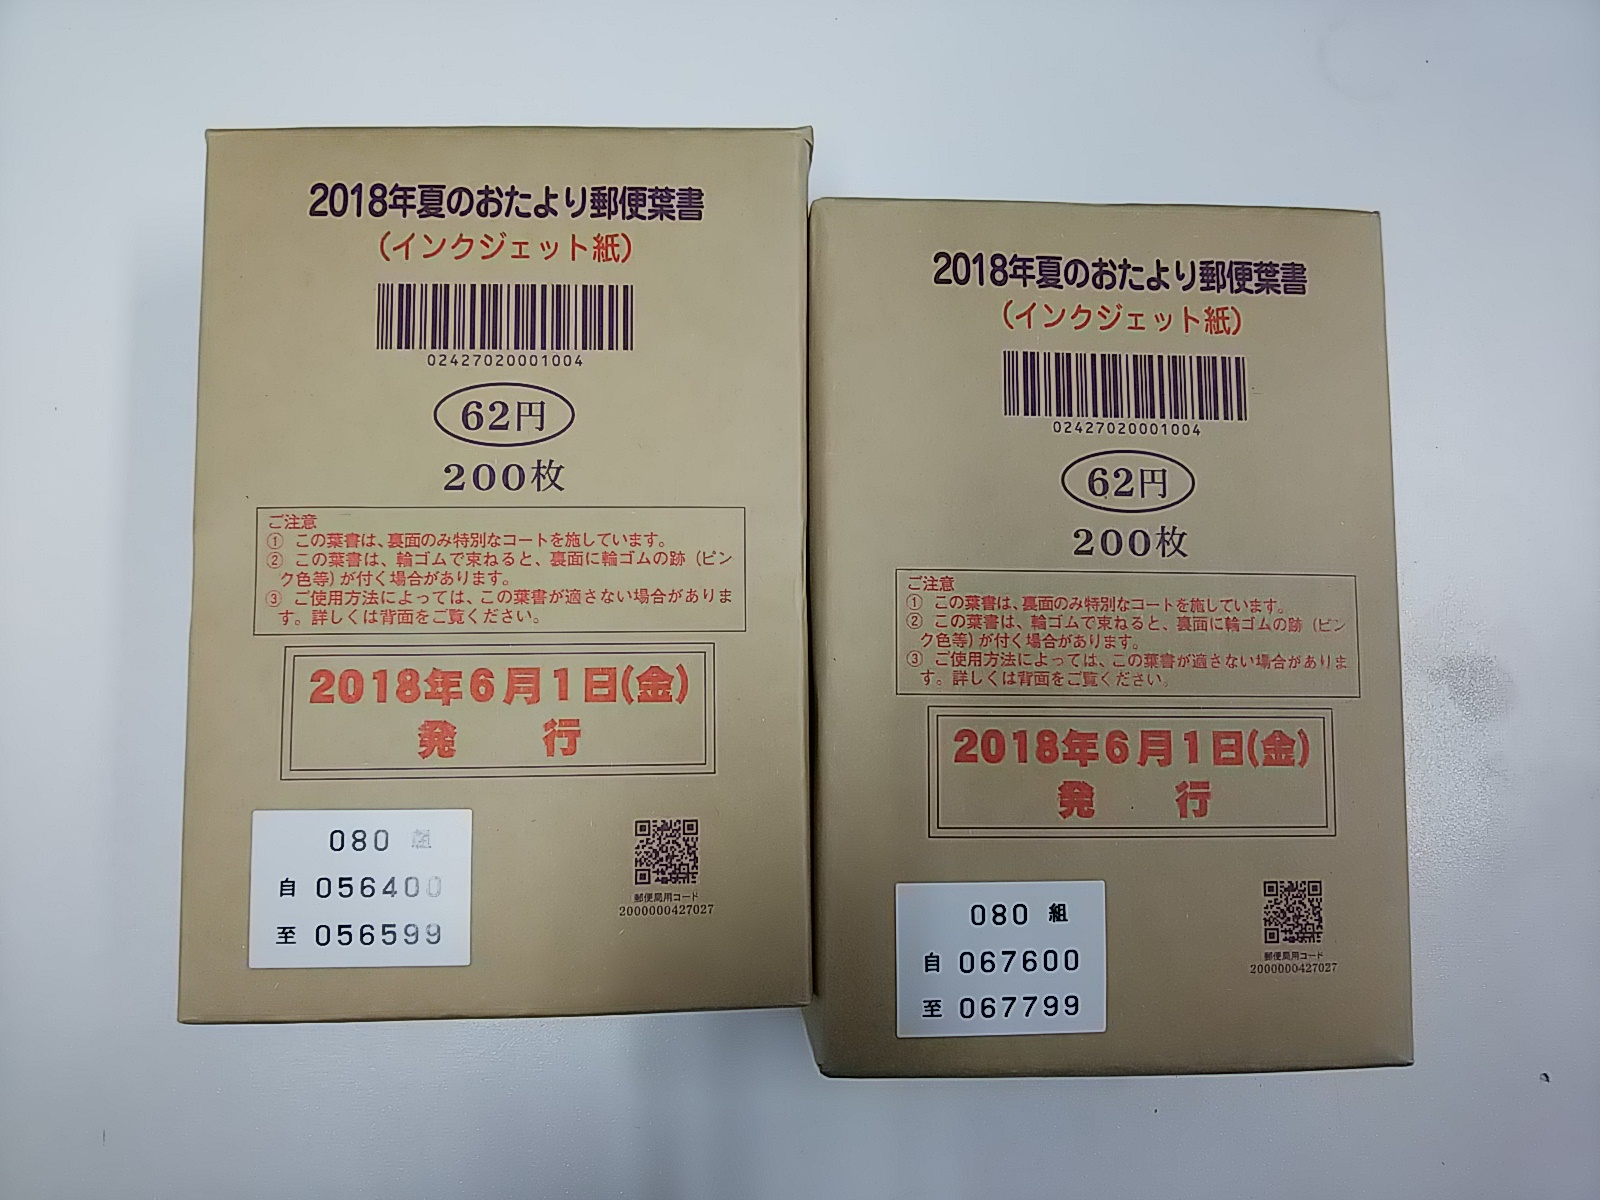 2018年夏のおたより郵便葉書
（インクジェット紙）
02427020001004
62円
200枚
ご注意
① この葉書は、裏面のみ特別なコートを施しています。
② この葉書は、輪ゴムで束ねると、裏面に輪ゴムの跡（ピン
ク色等）が付く場合があります。
③ ご使用方法によっては、この葉書が適さない場合がありま
す。詳しくは背面をご覧ください。
2018年6月1日(金)
発 行
080 組
自 056400
至 056599
郵便局用コード
2000000427027
2018年夏のおたより郵便葉書
（インクジェット紙）
02427020001004
62円
200枚
ご注意
① この葉書は、裏面のみ特別なコートを施しています。
② この葉書は、輪ゴムで束ねると、裏面に輪ゴムの跡（ピン
ク色等）が付く場合があります。
③ ご使用方法によっては、この葉書が適さない場合がありま
す。詳しくは背面をご覧ください。
2018年6月1日(金)
発 行
080 組
自 067600
至 067799
郵便局用コード
2000000427027